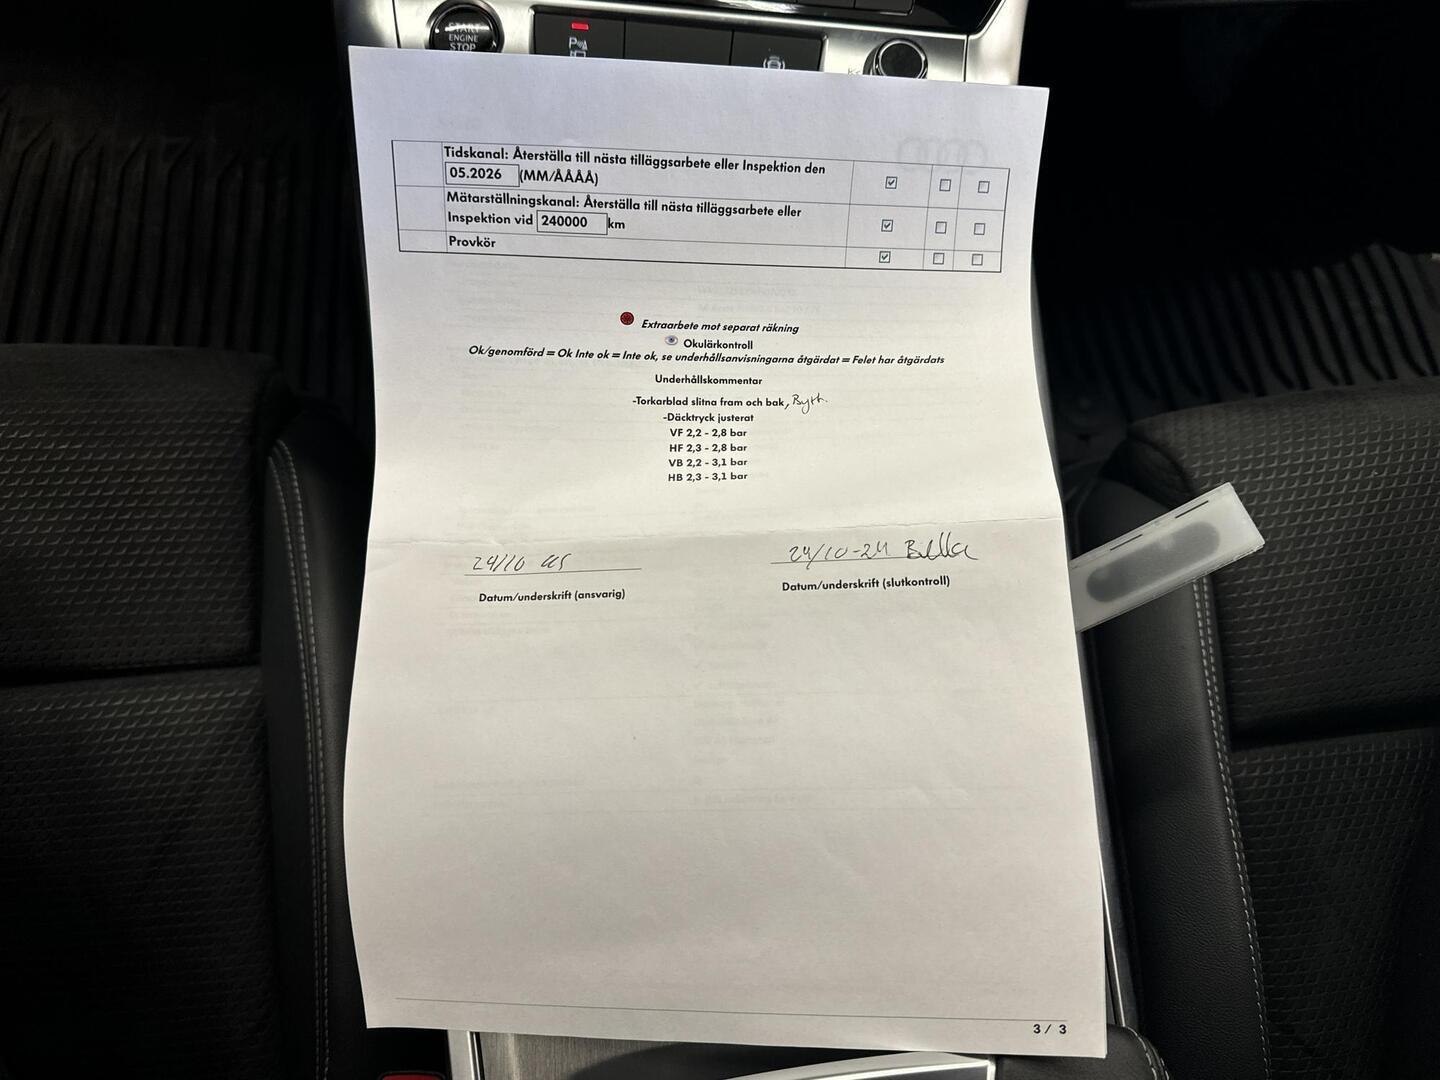 START
ENGINE
STOP
Tidskanal: Återställa till nästa tilläggsarbete eller Inspektion den
05.2026 (MM/ÅÅÅÅ)
Mätarställningskanal: Återställa till nästa tilläggsarbete eller
Inspektion vid 240000 km
Provkör
Extraarbete mot separat räkning
Okulärkontroll
Ok/genomförd = Ok Inte ok = Inte ok, se underhållsanvisningarna åtgärdat = Felet har åtgärdats
Underhållskommentar
-Torkarblad slitna fram och bak,
-Däcktryck justerat
VF 2,2 - 2,8 bar
HF 2,3 - 2,8 bar
VB 2,2 - 3,1 bar
HB 2,3 - 3,1 bar
24/10
24/10-24
Datum/underskrift (ansvarig)
Datum/underskrift (slutkontroll)
3 / 3